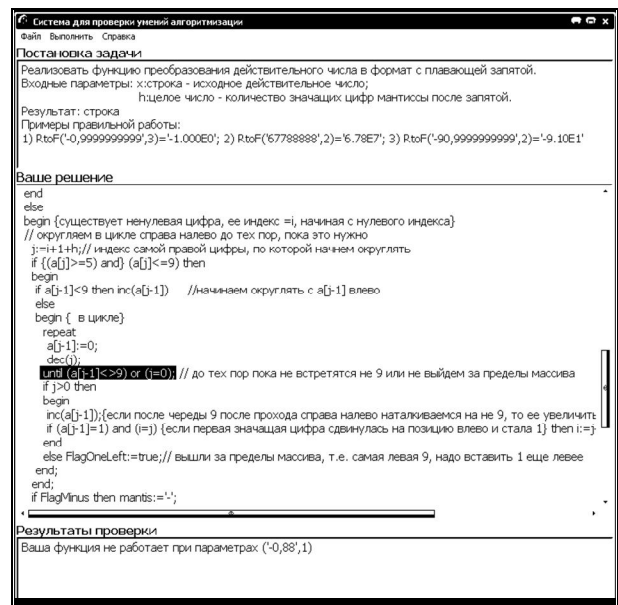 Система для проверки умений алгоритмизации
Файл Выполнить Справка
Постановка задачи
Реализовать функцию преобразования действительного числа в формат с плавающей запятой.
Входные параметры: x:строка - исходное действительное число;
h:целое число - количество значащих цифр мантиссы после запятой.
Результат: строка
Примеры правильной работы:
1) RtoF('-0,9999999999',3)='-1.000E0'; 2) RtoF('67788888',2)='6.78E7'; 3) RtoF('-90,9999999999',2)='-9.10E1'
Ваше решение
end
else
begin {существует ненулевая цифра, ее индекс =i, начиная с нулевого индекса}
// округляем в цикле справа налево до тех пор, пока это нужно
j:=i+1+h;// индекс самой правой цифры, по которой начнем округлять
if {(a[j]>=5) and} (a[j]<=9) then
begin
if a[j-1]<9 then inc(a[j-1]) //начинаем округлять с a[j-1] влево
else
begin { в цикле}
repeat
a[j-1]:=0;
dec(j);
until (a[j-1]<>9) or (j=0); // до тех пор пока не встретятся не 9 или не выйдем за пределы массива
if j>0 then
begin
inc(a[j-1]);{если после череды 9 после прохода справа налево наталкиваемся на не 9, то ее увеличить
if (a[j-1]=1) and (i=j) {если первая значащая цифра сдвинулась на позицию влево и стала 1} then i:=j-
end
else FlagOneLeft:=true;// вышли за пределы массива, т.е. самая левая 9, надо вставить 1 еще левее
end;
end;
if FlagMinus then mantis:='-';
Результаты проверки
Ваша функция не работает при параметрах ('-0,88',1)